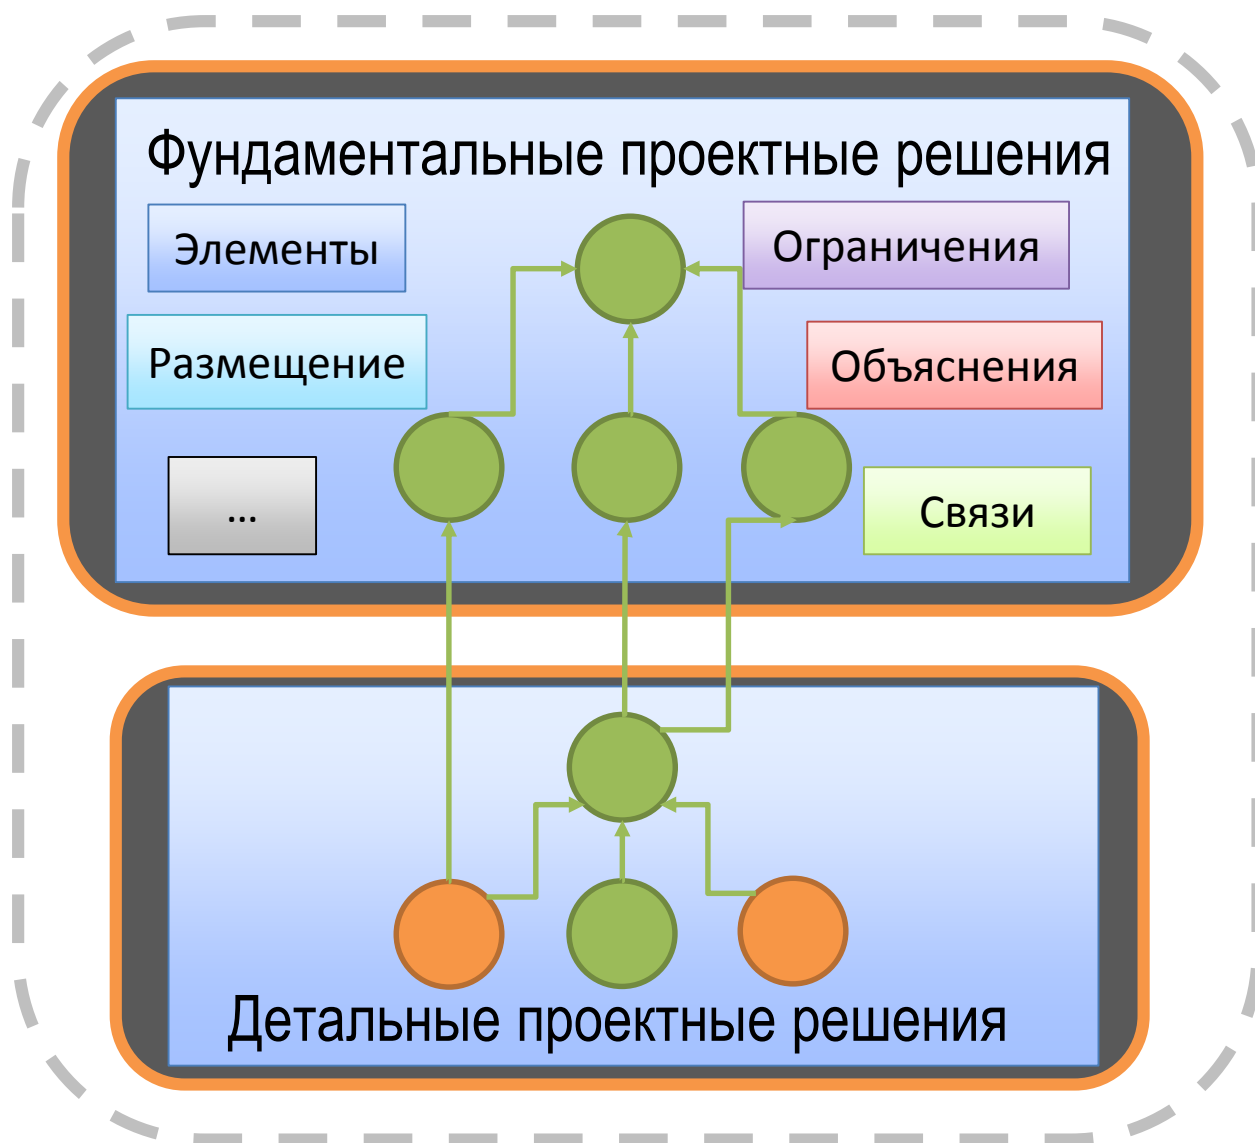 Фундаментальные проектные решения
Элементы
Ограничения
Размещение
Объяснения
...
Связи
Детальные проектные решения